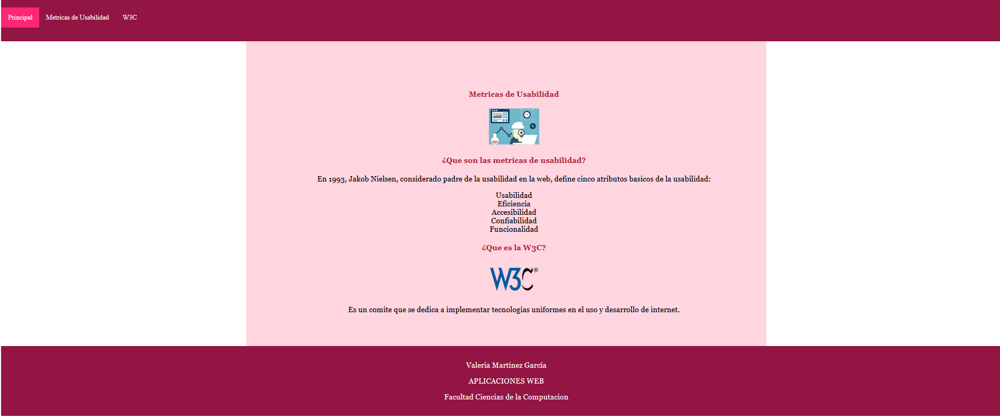 Principal
Metricas de Usabilidad
W3C
Metricas de Usabilidad
¿Que son las metricas de usabilidad?
En 1993, Jakob Nielsen, considerado padre de la usabilidad en la web, define cinco atributos basicos de la usabilidad:
Usabilidad
Eficiencia
Accesibilidad
Confiabilidad
Funcionalidad
¿Que es la W3C?
W3C®
Es un comite que se dedica a implementar tecnologias uniformes en el uso y desarrollo de internet.
Valeria Martínez García
APLICACIONES WEB
Facultad Ciencias de la Computacion